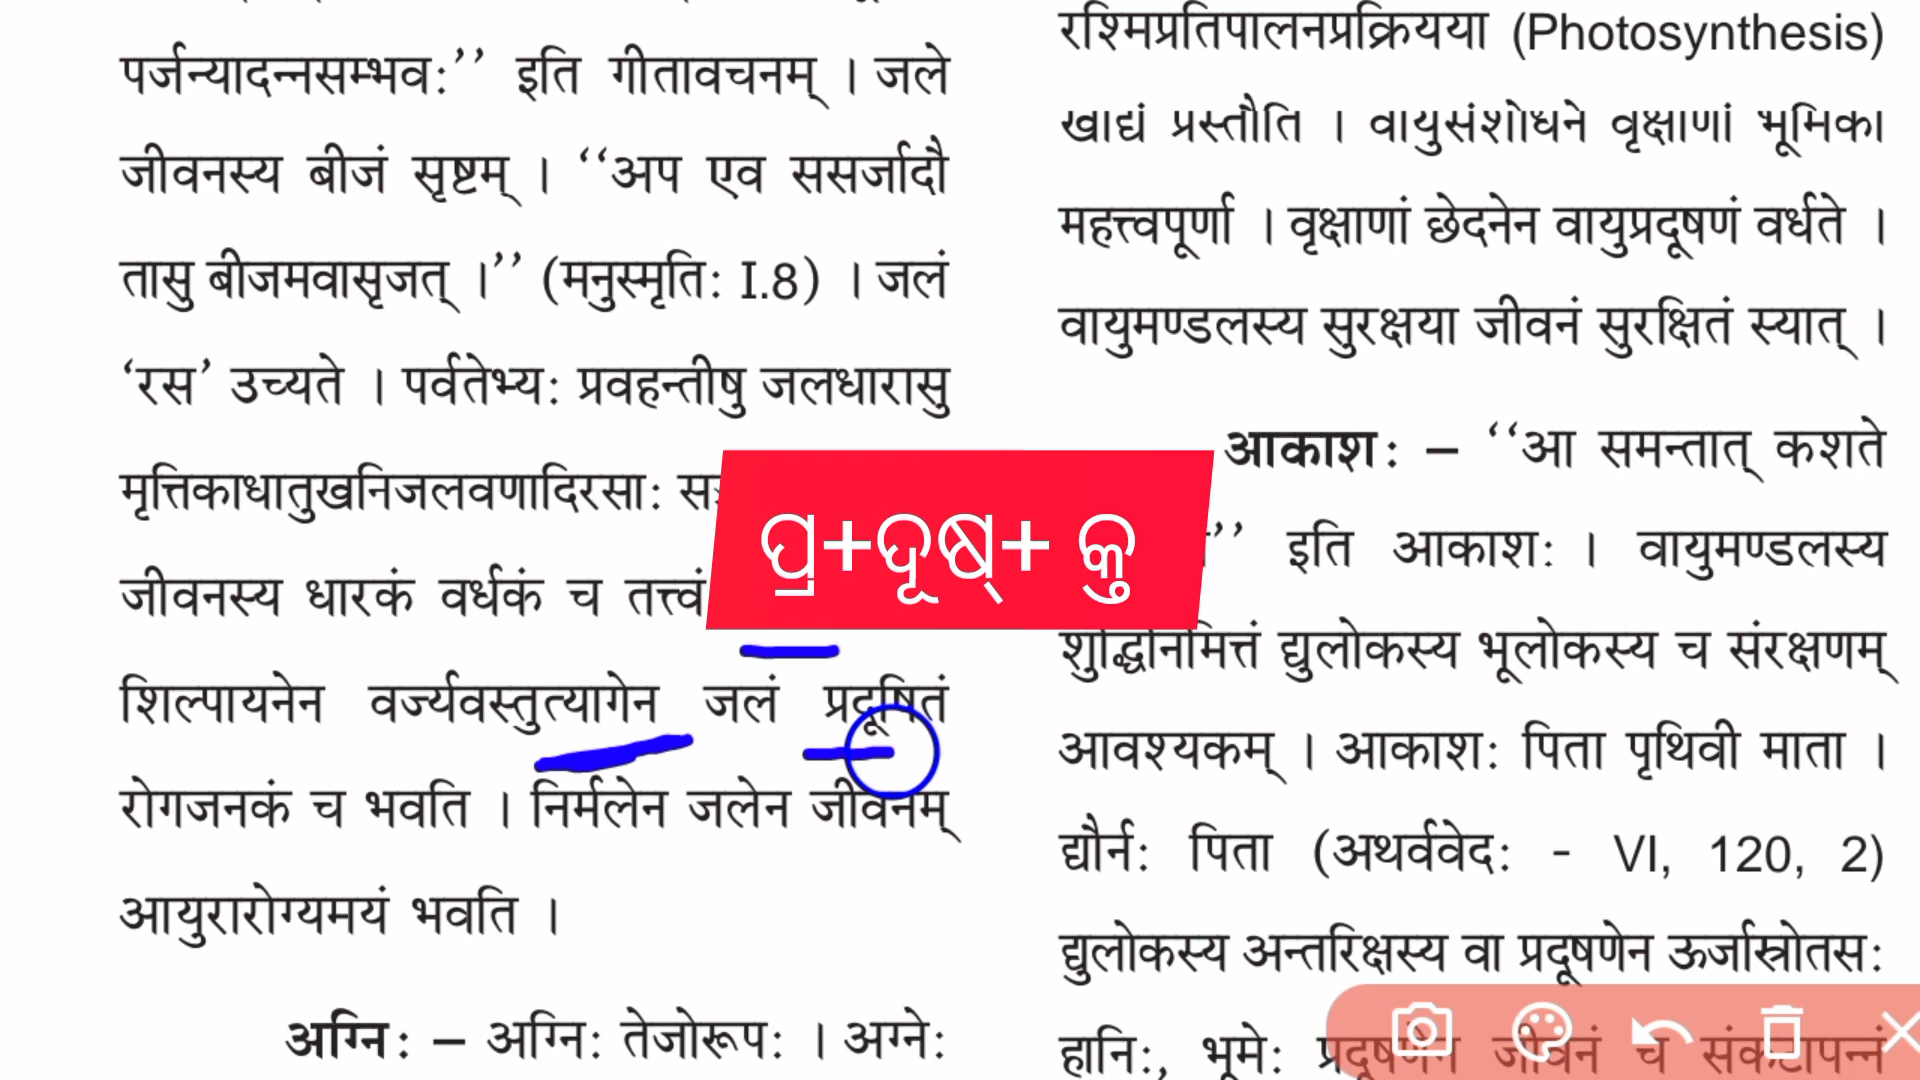 पर्जन्यादन्नसम्भवः’’ इति गीतावचनम् । जले
जीवनस्य बीजं सृष्टम् । ‘‘अप एव ससर्जादौ
तासु बीजमवासृजत् ।’’ (मनुस्मृतिः I.8) । जलं
‘रस’ उच्यते । पर्वतेभ्यः प्रवहन्तीषु जलधारासु
मृत्तिकाधातुखनिजलवणादिरसाः
जीवनस्य धारकं वर्धकं च तत्त्वं
शिल्पायनेन वर्ज्यवस्तुत्यागेन जलं प्रदूषितं
रोगजनकं च भवति । निर्मलेन जलेन जीवनम्
आयुरारोग्यमयं भवति ।
अग्निः – अग्निः तेजोरूपः । अग्नेः
ପ୍ର+ଦୂଷ୍+ କ୍ତ
रश्मिप्रतिपालनप्रक्रियया (Photosynthesis)
खाद्यं प्रस्तौति । वायुसंशोधने वृक्षाणां भूमिका
महत्त्वपूर्णा । वृक्षाणां छेदनेन वायुप्रदूषणं वर्धते ।
वायुमण्डलस्य सुरक्षया जीवनं सुरक्षितं स्यात् ।
आकाशः – ‘‘आ समन्तात् कशते
’’ इति आकाशः । वायुमण्डलस्य
शुद्धिनिमित्तं द्युलोकस्य भूलोकस्य च संरक्षणम्
आवश्यकम् । आकाशः पिता पृथिवी माता ।
द्यौर्नः पिता (अथर्ववेदः - VI, 120, 2)
द्युलोकस्य अन्तरिक्षस्य वा प्रदूषणेन ऊर्जास्रोतसः
हानिः, भूमेः प्रदूषणेन जीवनं च संकटापन्नं